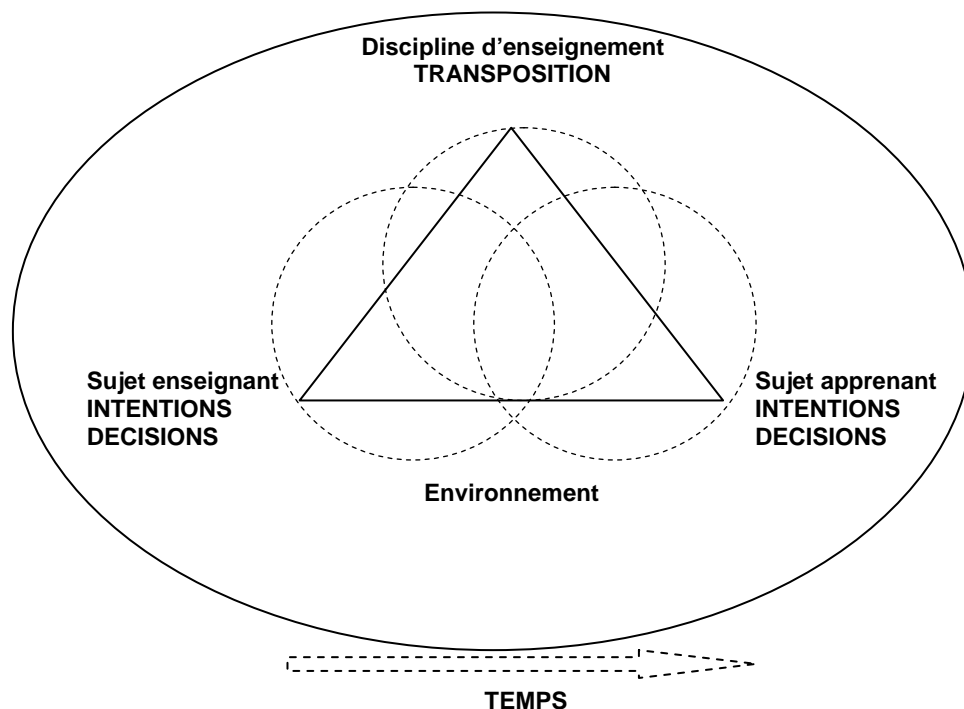 Discipline d’enseignement
TRANSPOSITION
Sujet enseignant
INTENTIONS
DECISIONS
Sujet apprenant
INTENTIONS
DECISIONS
Environnement
TEMPS